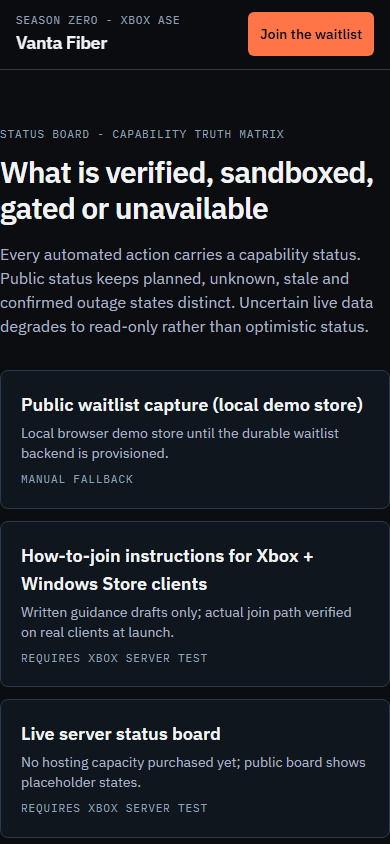 SEASON ZERO - XBOX ASE
Vanta Fiber
Join the waitlist
STATUS BOARD - CAPABILITY TRUTH MATRIX
What is verified, sandboxed,
gated or unavailable
Every automated action carries a capability status.
Public status keeps planned, unknown, stale and
confirmed outage states distinct. Uncertain live data
degrades to read-only rather than optimistic status.
Public waitlist capture (local demo store)
Local browser demo store until the durable waitlist
backend is provisioned.
MANUAL FALLBACK
How-to-join instructions for Xbox +
Windows Store clients
Written guidance drafts only; actual join path verified
on real clients at launch.
REQUIRES XBOX SERVER TEST
Live server status board
No hosting capacity purchased yet; public board shows
placeholder states.
REQUIRES XBOX SERVER TEST